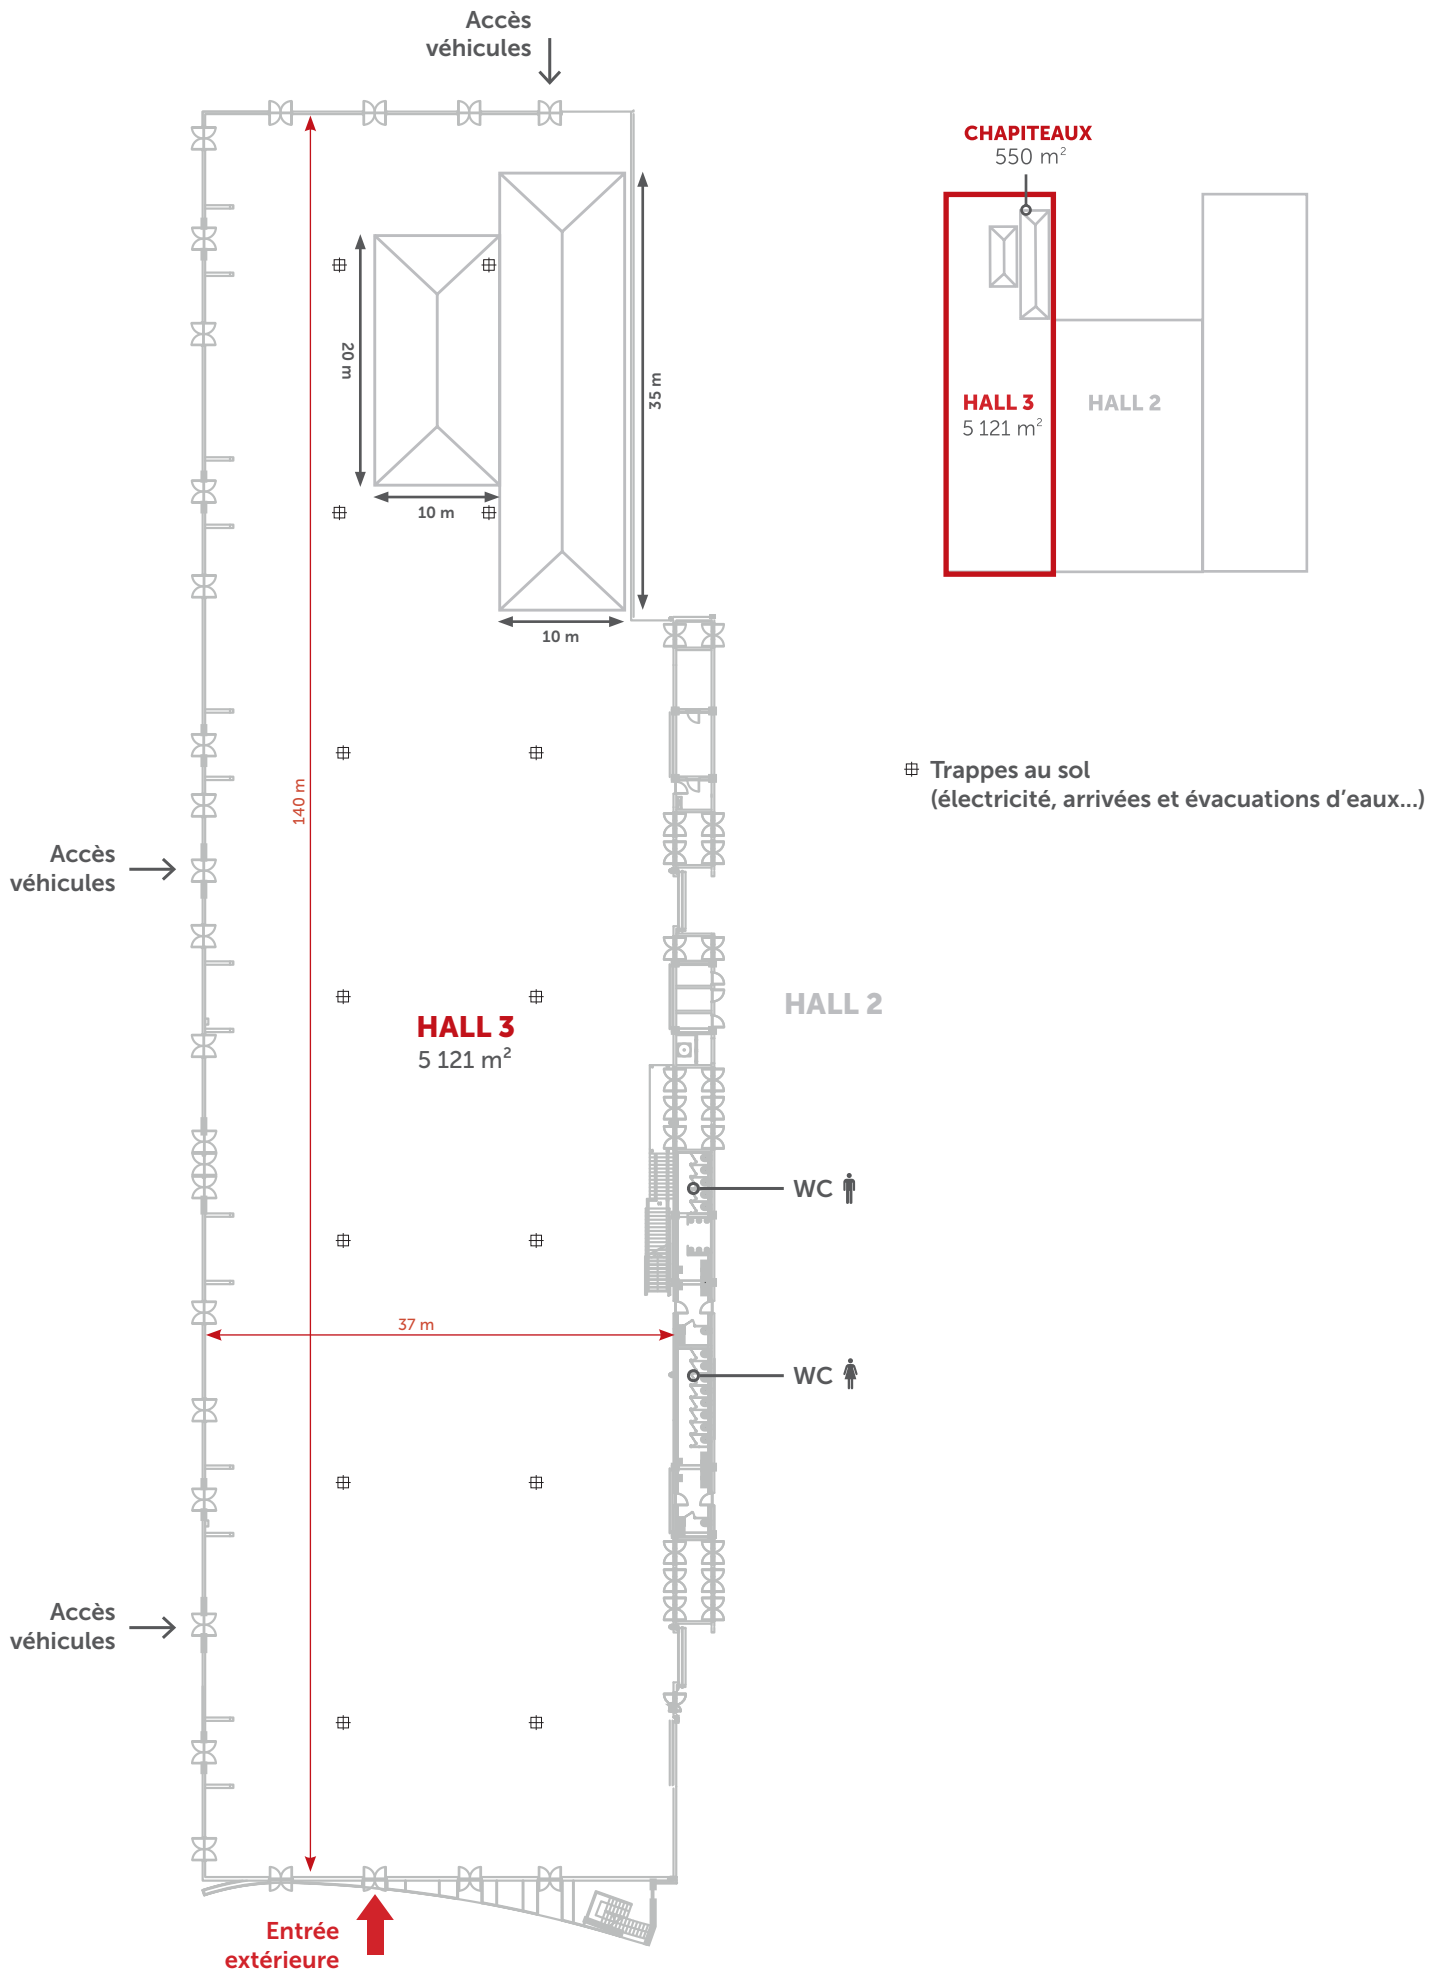 Accès
véhicules
CHAPITEAUX
550 m²
20 m
35 m
10 m
10 m
HALL 3
5 121 m²
HALL 2
140 m
Trappes au sol
(électricité, arrivées et évacuations d’eaux...)
Accès
véhicules
HALL 3
5 121 m²
HALL 2
WC
37 m
WC
Accès
véhicules
Entrée
extérieure